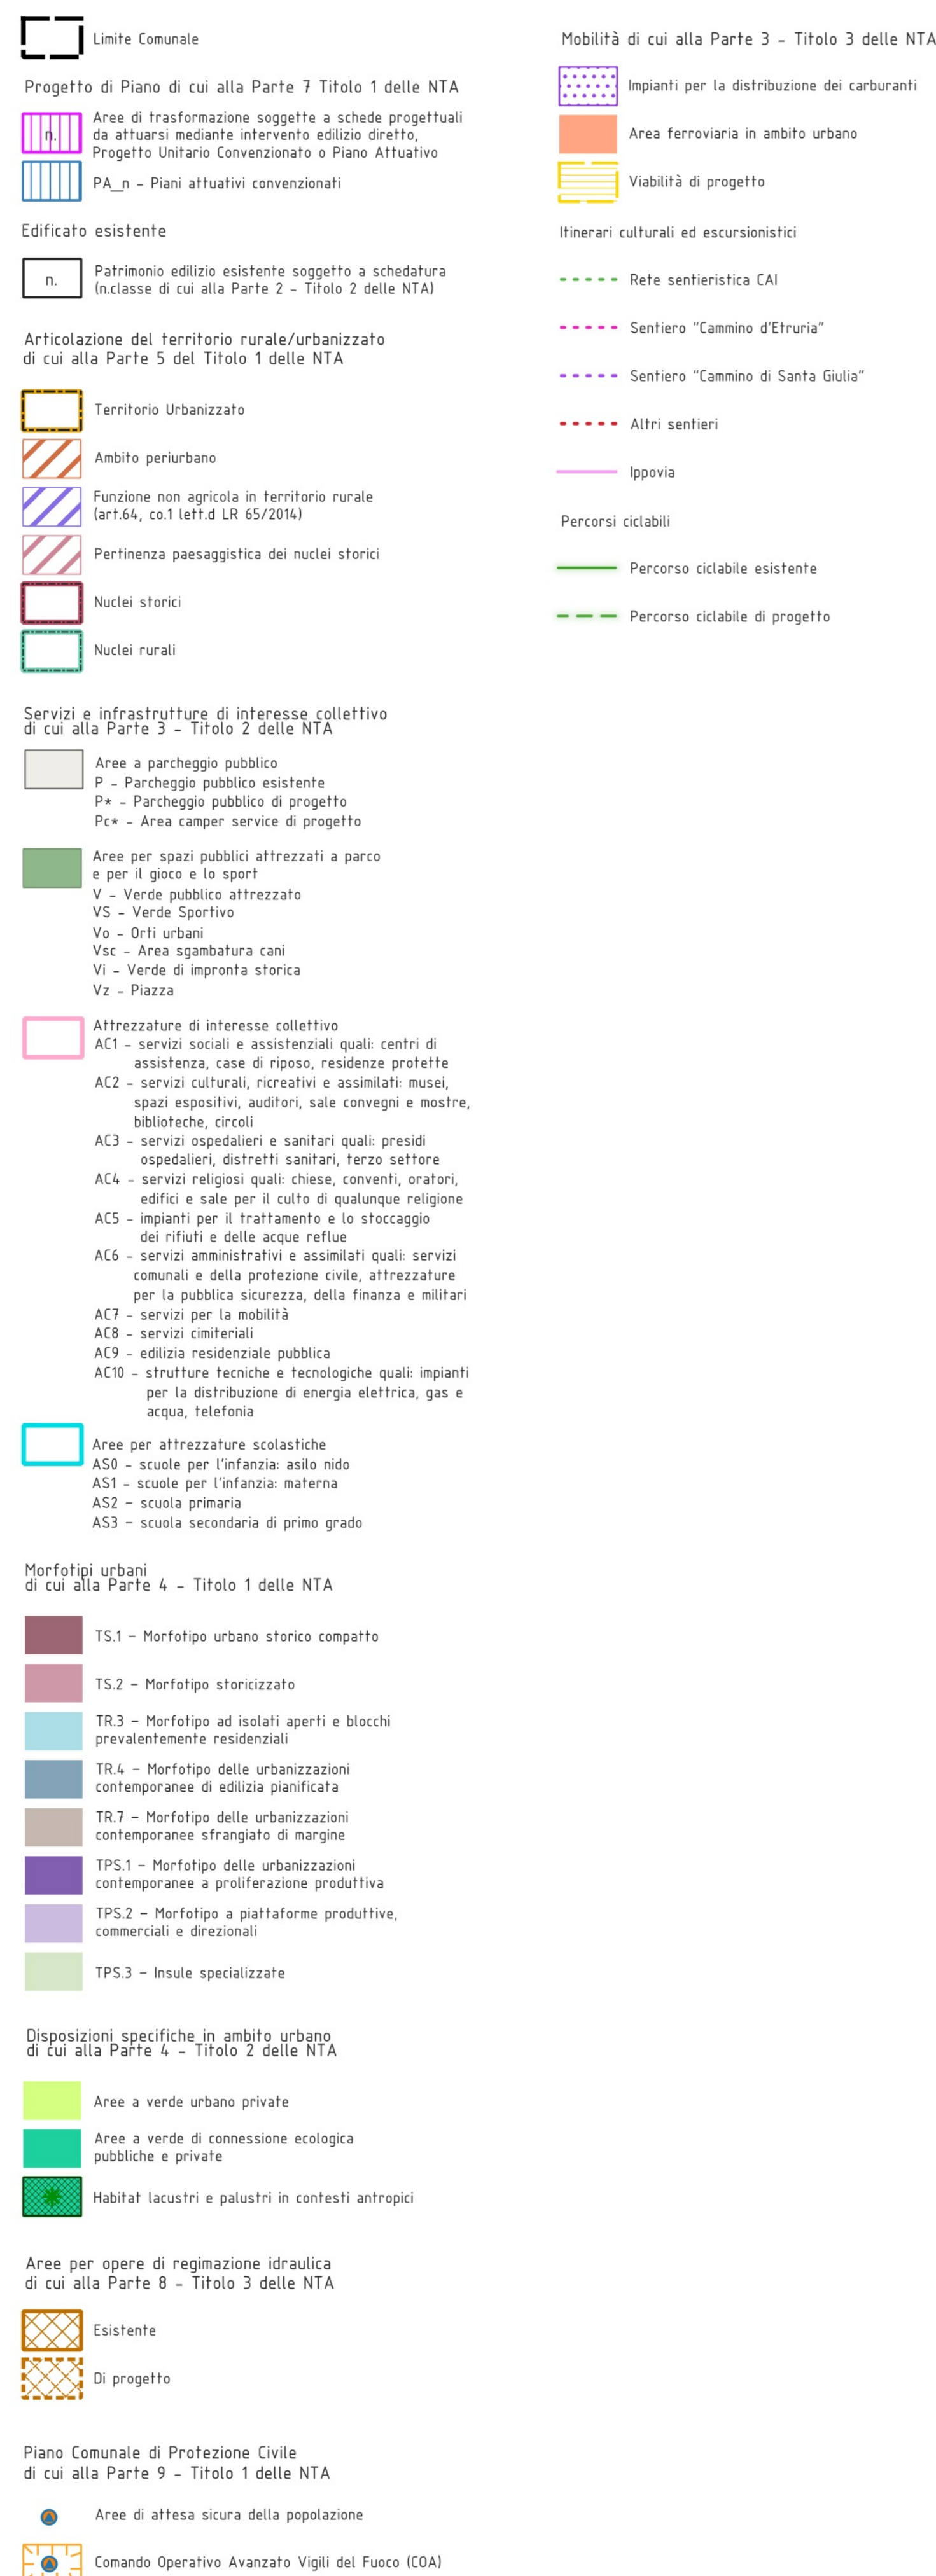 Limite Comunale
Progetto di Piano di cui alla Parte 7 Titolo 1 delle NTA
n.
Aree di trasformazione soggette a schede progettuali
da attuarsi mediante intervento edilizio diretto,
Progetto Unitario Convenzionato o Piano Attuativo
PA_n - Piani attuativi convenzionati
Edificato esistente
n.
Patrimonio edilizio esistente soggetto a schedatura
(n.classe di cui alla Parte 2 - Titolo 2 delle NTA)
Articolazione del territorio rurale/urbanizzato
di cui alla Parte 5 del Titolo 1 delle NTA
Territorio Urbanizzato
Ambito periurbano
Funzione non agricola in territorio rurale
(art.64, co.1 lett.d LR 65/2014)
Pertinenza paesaggistica dei nuclei storici
Nuclei storici
Nuclei rurali
Servizi e infrastrutture di interesse collettivo
di cui alla Parte 3 - Titolo 2 delle NTA
Aree a parcheggio pubblico
P - Parcheggio pubblico esistente
P* - Parcheggio pubblico di progetto
Pc* - Area camper service di progetto
Aree per spazi pubblici attrezzati a parco
e per il gioco e lo sport
V - Verde pubblico attrezzato
VS - Verde Sportivo
Vo - Orti urbani
Vsc - Area sgambatura cani
Vi - Verde di impronta storica
Vz - Piazza
Attrezzature di interesse collettivo
AC1 - servizi sociali e assistenziali quali: centri di
assistenza, case di riposo, residenze protette
AC2 - servizi culturali, ricreativi e assimilati: musei,
spazi espositivi, auditori, sale convegni e mostre,
biblioteche, circoli
AC3 - servizi ospedalieri e sanitari quali: presidi
ospedalieri, distretti sanitari, terzo settore
AC4 - servizi religiosi quali: chiese, conventi, oratori,
edifici e sale per il culto di qualunque religione
AC5 - impianti per il trattamento e lo stoccaggio
dei rifiuti e delle acque reflue
AC6 - servizi amministrativi e assimilati quali: servizi
comunali e della protezione civile, attrezzature
per la pubblica sicurezza, della finanza e militari
AC7 - servizi per la mobilità
AC8 - servizi cimiteriali
AC9 - edilizia residenziale pubblica
AC10 - strutture tecniche e tecnologiche quali: impianti
per la distribuzione di energia elettrica, gas e
acqua, telefonia
Aree per attrezzature scolastiche
AS0 - scuole per l'infanzia: asilo nido
AS1 - scuole per l'infanzia: materna
AS2 - scuola primaria
AS3 - scuola secondaria di primo grado
Morfotipi urbani
di cui alla Parte 4 - Titolo 1 delle NTA
TS.1 - Morfotipo urbano storico compatto
TS.2 - Morfotipo storicizzato
TR.3 - Morfotipo ad isolati aperti e blocchi
prevalentemente residenziali
TR.4 - Morfotipo delle urbanizzazioni
contemporanee di edilizia pianificata
TR.7 - Morfotipo delle urbanizzazioni
contemporanee sfrangiato di margine
TPS.1 - Morfotipo delle urbanizzazioni
contemporanee a proliferazione produttiva
TPS.2 - Morfotipo a piattaforme produttive,
commerciali e direzionali
TPS.3 - Insule specializzate
Disposizioni specifiche in ambito urbano
di cui alla Parte 4 - Titolo 2 delle NTA
Aree a verde urbano private
Aree a verde di connessione ecologica
pubbliche e private
Habitat lacustri e palustri in contesti antropici
Aree per opere di regimazione idraulica
di cui alla Parte 8 - Titolo 3 delle NTA
Esistente
Di progetto
Piano Comunale di Protezione Civile
di cui alla Parte 9 - Titolo 1 delle NTA
Aree di attesa sicura della popolazione
Comando Operativo Avanzato Vigili del Fuoco (COA)
Mobilità di cui alla Parte 3 - Titolo 3 delle NTA
Impianti per la distribuzione dei carburanti
Area ferroviaria in ambito urbano
Viabilità di progetto
Itinerari culturali ed escursionistici
Rete sentieristica CAI
Sentiero "Cammino d'Etruria"
Sentiero "Cammino di Santa Giulia"
Altri sentieri
Ippovia
Percorsi ciclabili
Percorso ciclabile esistente
Percorso ciclabile di progetto